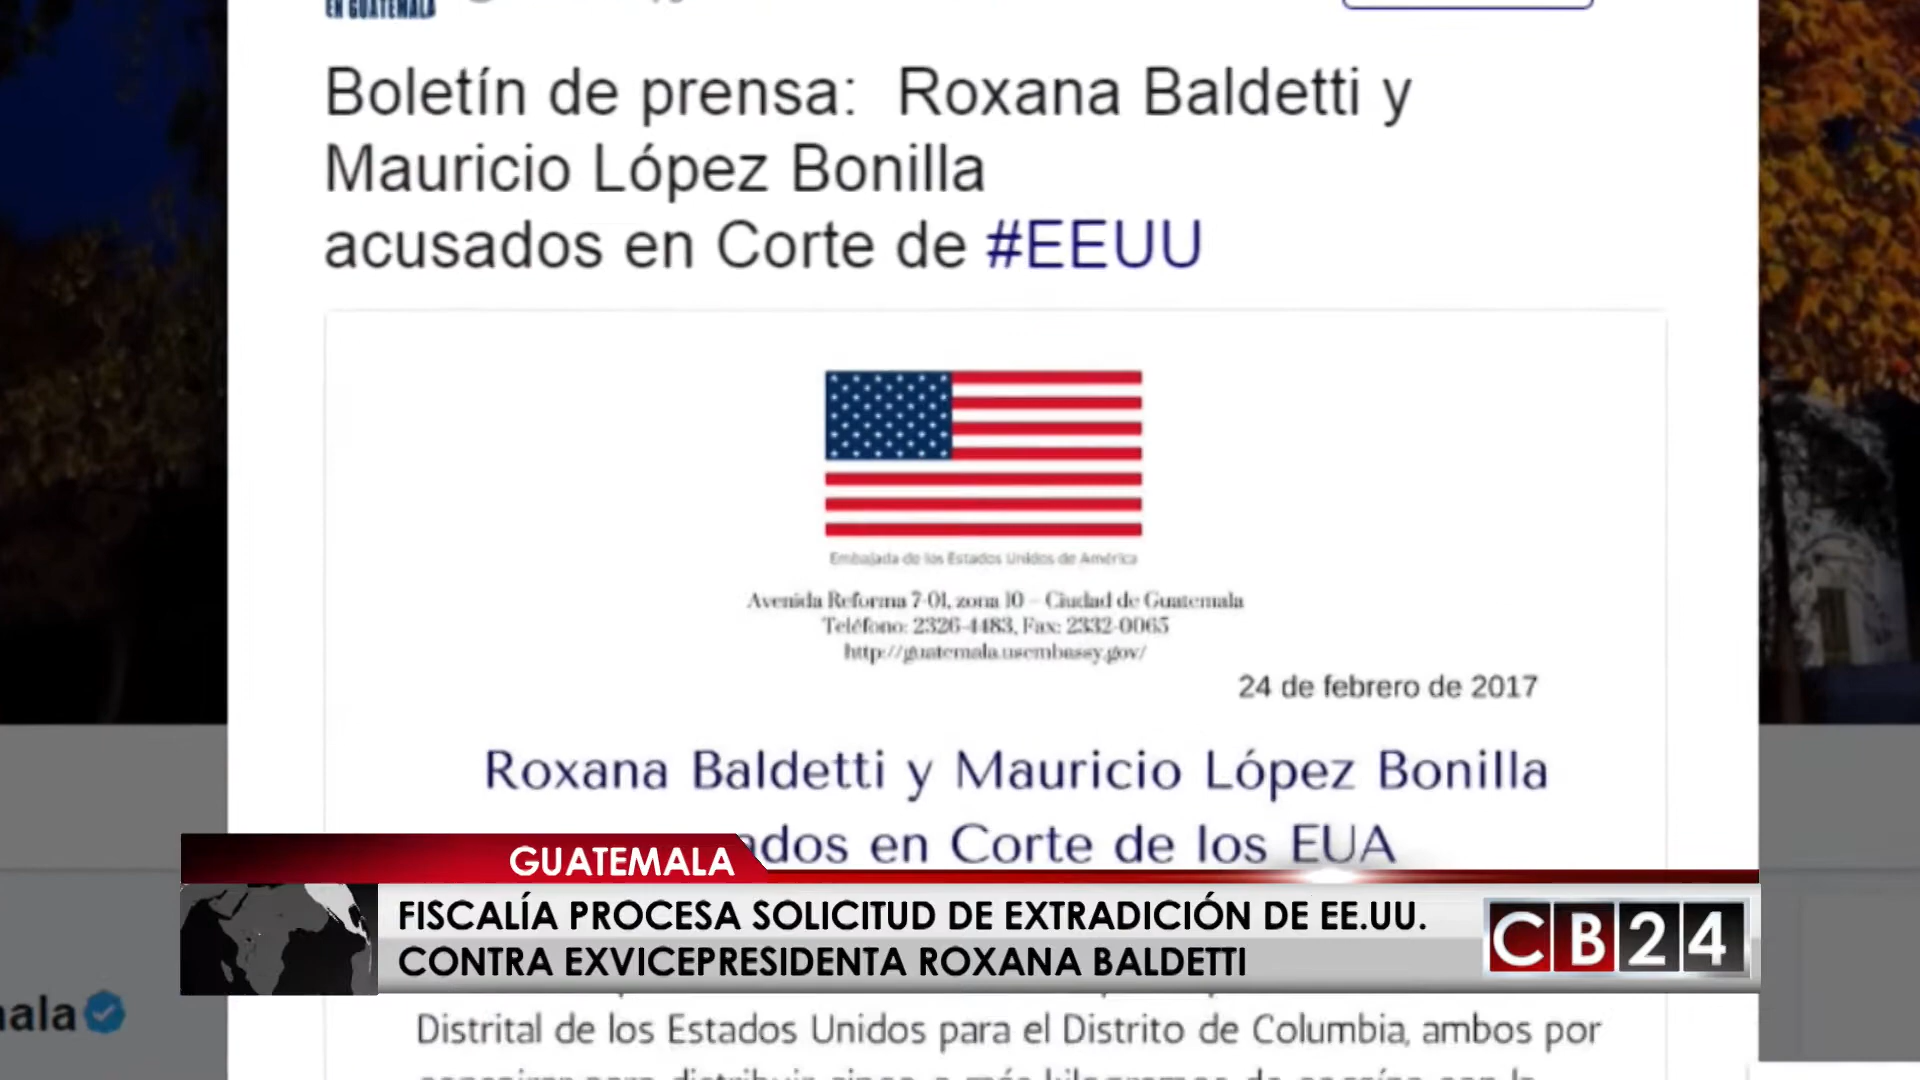 EN GUATEMALA
Boletín de prensa: Roxana Baldetti y
Mauricio López Bonilla
acusados en Corte de #EEUU
Embajada de los Estados Unidos de América
Avenida Reforma 7-01, zona 10 - Ciudad de Guatemala
Teléfono: 2326-4483, Fax: 2332-0065
http://guatemala.usembassy.gov/
24 de febrero de 2017
Roxana Baldetti y Mauricio López Bonilla
en Corte de los EUA
GUATEMALA
FISCALÍA PROCESA SOLICITUD DE EXTRADICIÓN DE EE.UU.
CONTRA EXVICEPRESIDENTA ROXANA BALDETTI
CB24
nala
Distrital de los Estados Unidos para el Distrito de Columbia, ambos por